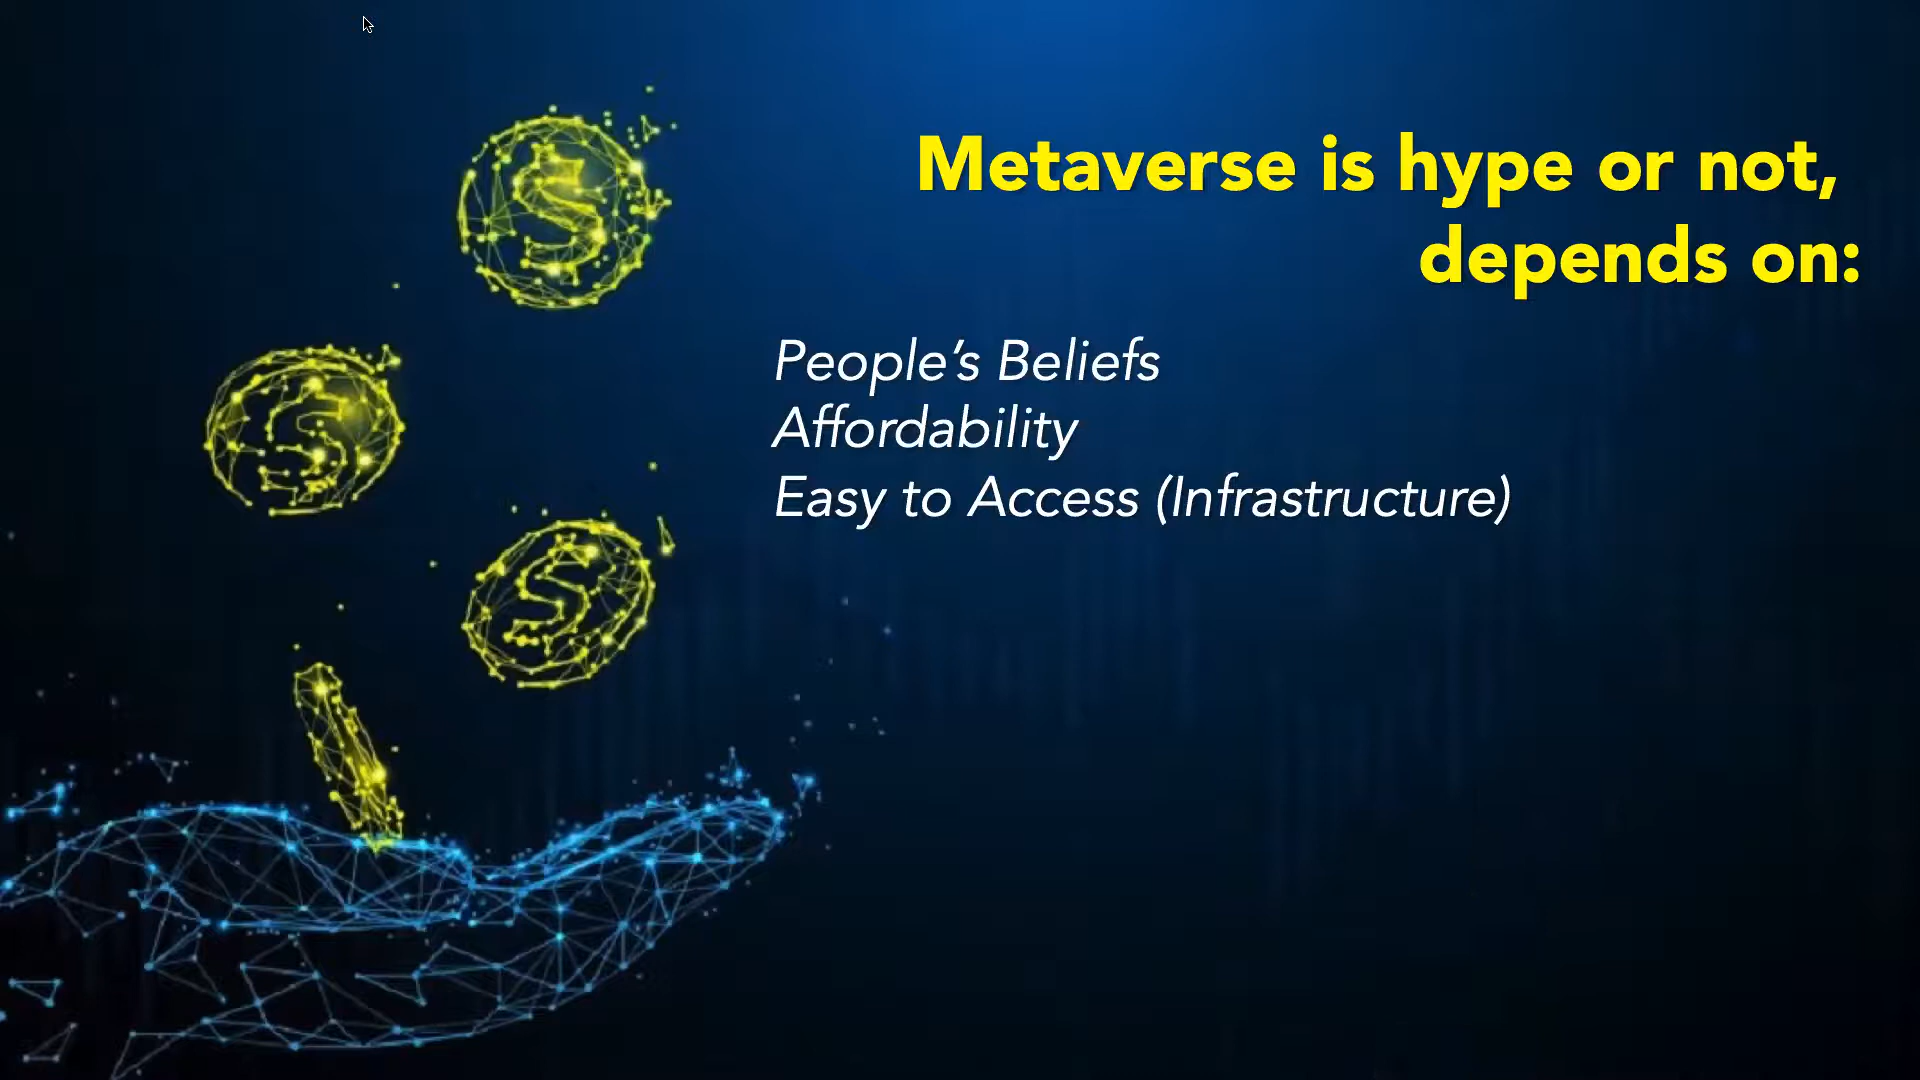 Metaverse is hype or not,
depends on:
People’s Beliefs
Affordability
Easy to Access (Infrastructure)